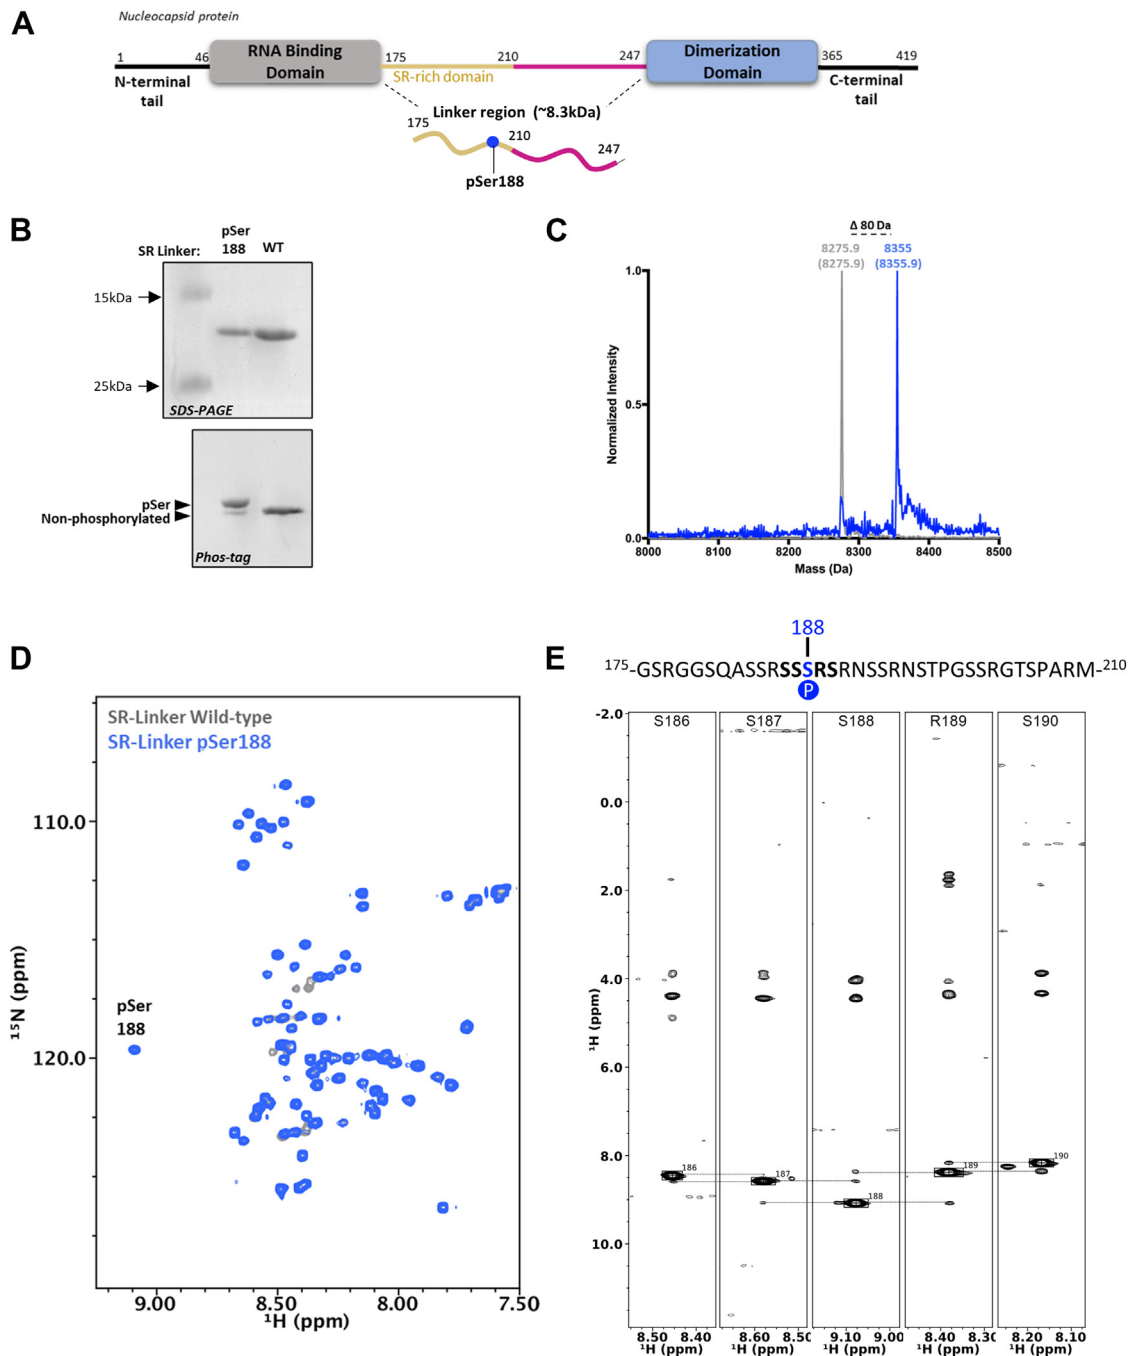 A
Nucleocapsid protein
1
46
RNA Binding
Domain
175
210
247
Dimerization
Domain
365
419
N-terminal
tail
SR-rich domain
C-terminal
tail
Linker region (~8.3kDa)
175
210
247
pSer188
B
SR Linker:
pSer
188
WT
15kDa
25kDa
SDS-PAGE
pSer
Non-phosphorylated
Phos-tag
C
Δ 80 Da
8275.9
(8275.9)
8355
(8355.9)
1.0
0.5
0.0
Normalized Intensity
8000 8100 8200 8300 8400 8500
Mass (Da)
D
SR-Linker Wild-type
SR-Linker pSer188
110.0
120.0
15N (ppm)
pSer
188
9.00 8.50 8.00 7.50
1H (ppm)
E
188
175-GSRGGSQASSRSSSRSRNSSRNSTPGSSRGTSPARM-210
P
S186 S187 S188 R189 S190
-2.0
0.0
2.0
4.0
6.0
8.0
10.0
1H (ppm)
186
187
188
189
190
8.50 8.40 8.60 8.50 9.10 9.00 8.40 8.30 8.20 8.10
1H (ppm) 1H (ppm) 1H (ppm) 1H (ppm) 1H (ppm)